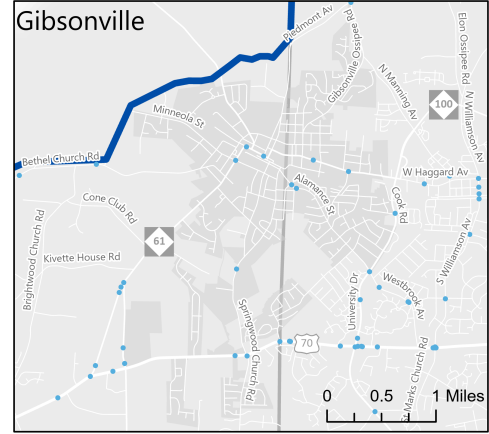 Gibsonville
Piedmont Av
Gibsonville Ossipee Rd
Elon Ossipee Rd
N Manning Av
N Williamson Av
100
Minneola St
Bethel Church Rd
W Haggard Av
Alamance St
Cone Club Rd
Cook Rd
Brightwood Church Rd
61
S Williamson Av
Kivette House Rd
Westbrook Av
University Dr
Springwood Church Rd
70
St Marks Church Rd
0 0.5 1 Miles